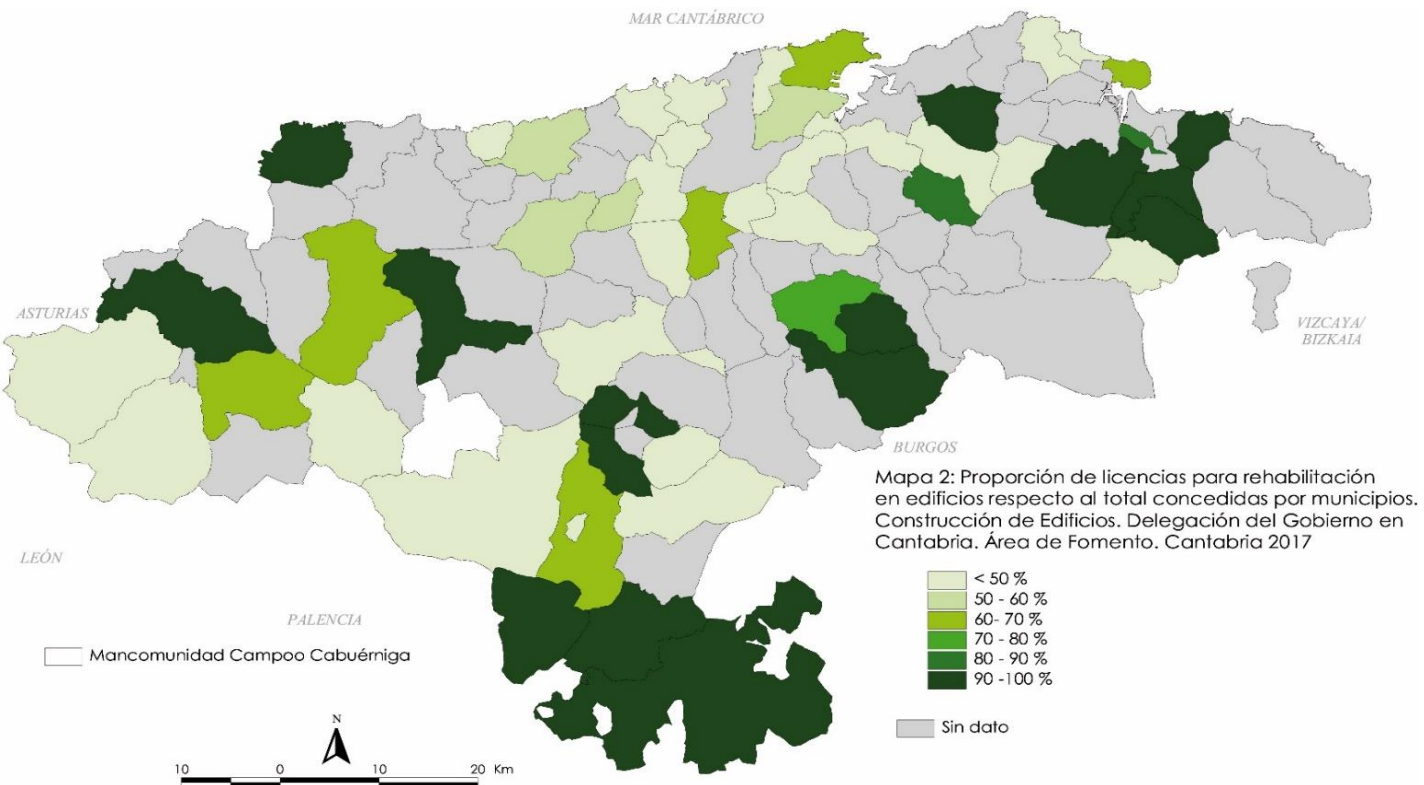 MAR CANTÁBRICO
ASTURIAS
VIZCAYA/
BIZKAIA
BURGOS
LEÓN
PALENCIA
Mapa 2: Proporción de licencias para rehabilitación
en edificios respecto al total concedidas por municipios.
Construcción de Edificios. Delegación del Gobierno en
Cantabria. Área de Fomento. Cantabria 2017
< 50 %
50 - 60 %
60- 70 %
70 - 80 %
80 - 90 %
90 -100 %
Sin dato
Mancomunidad Campoo Cabuérniga
N
10 0 10 20 Km